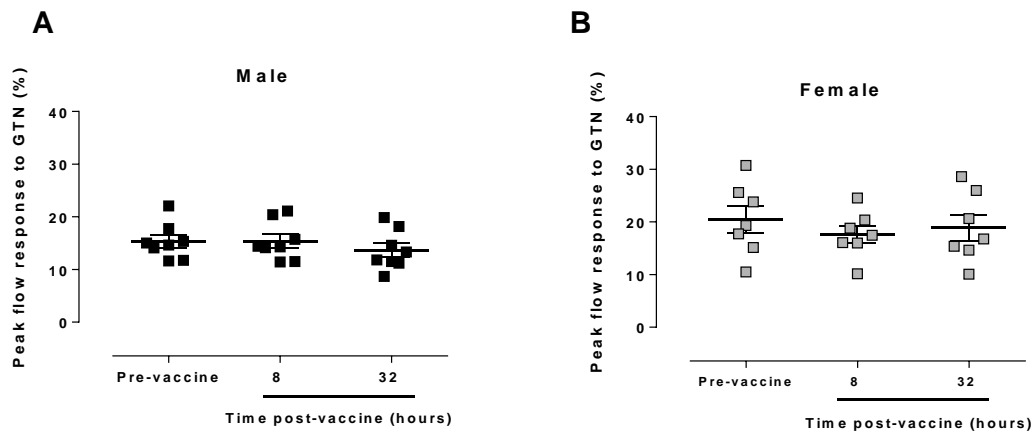 A
Male
Peak flow response to GTN (%)
40
30
20
10
0
Pre-vaccine 8 32
Time post-vaccine (hours)
B
Female
Peak flow response to GTN (%)
40
30
20
10
0
Pre-vaccine 8 32
Time post-vaccine (hours)